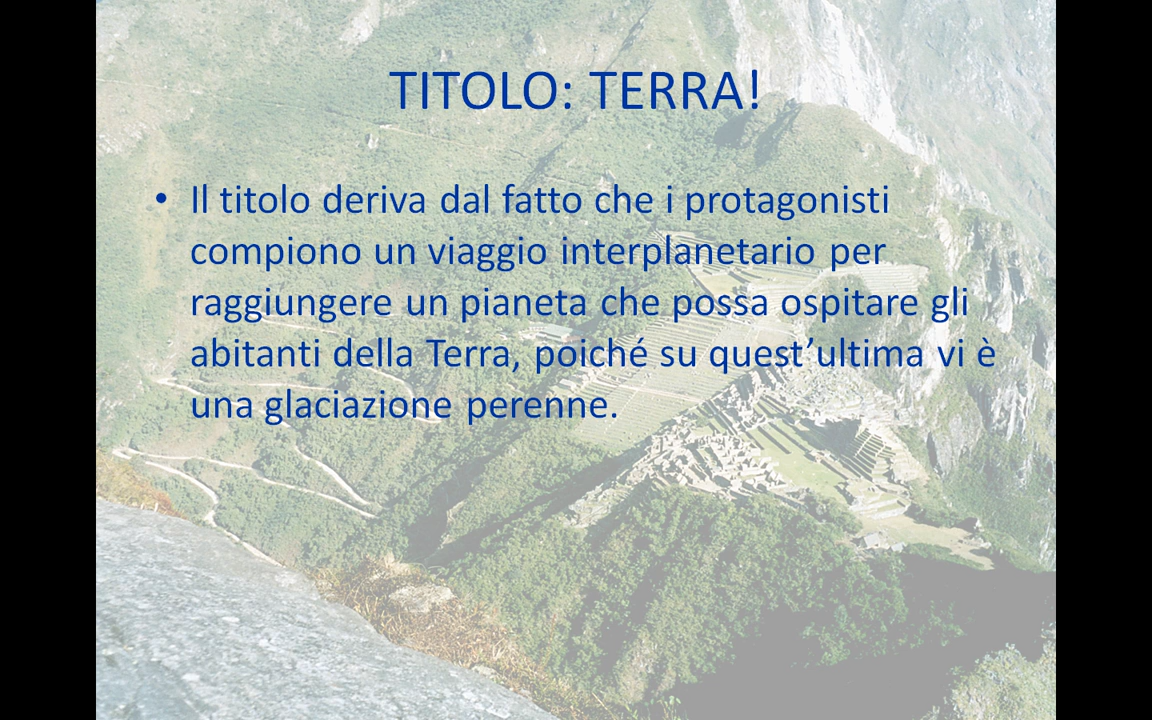 TITOLO: TERRA!
• Il titolo deriva dal fatto che i protagonisti
compiono un viaggio interplanetario per
raggiungere un pianeta che possa ospitare gli
abitanti della Terra, poiché su quest’ultima vi è
una glaciazione perenne.